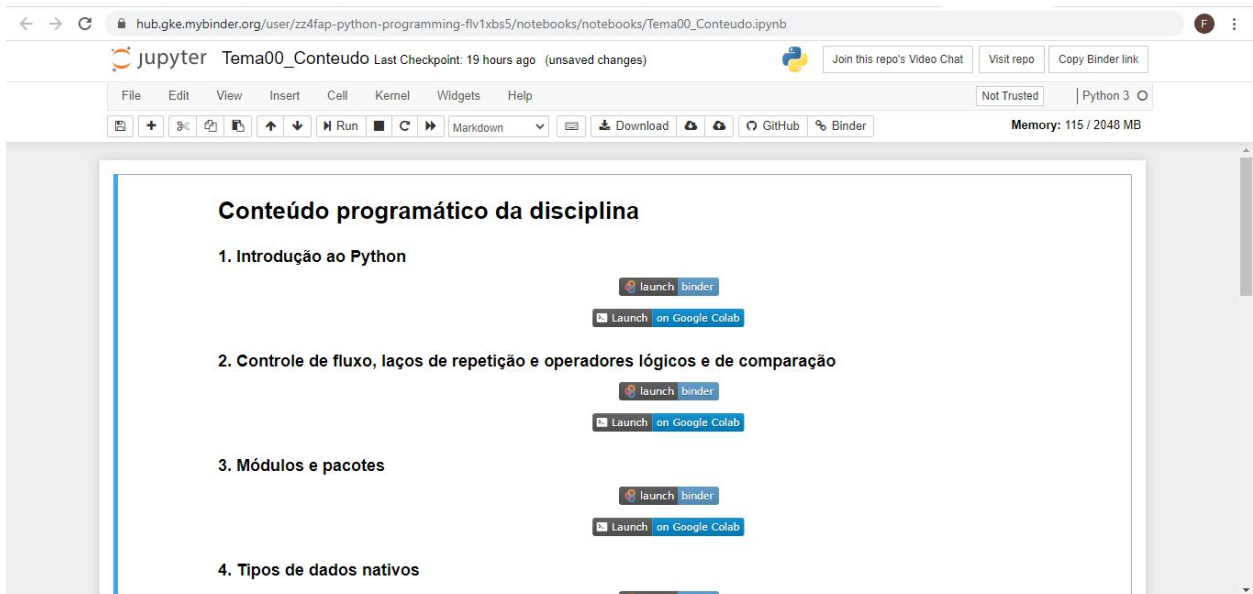 hub.gke.mybinder.org/user/zz4fap-python-programming-flv1xbs5/notebooks/notebooks/Tema00_Conteudo.ipynb
F
jupyter Tema00_Conteudo Last Checkpoint: 19 hours ago (unsaved changes)
Join this repo's Video Chat Visit repo Copy Binder link
File Edit View Insert Cell Kernel Widgets Help
Not Trusted Python 3
Run Markdown Download GitHub Binder Memory: 115 / 2048 MB
Conteúdo programático da disciplina
1. Introdução ao Python
launch binder
Launch on Google Colab
2. Controle de fluxo, laços de repetição e operadores lógicos e de comparação
launch binder
Launch on Google Colab
3. Módulos e pacotes
launch binder
Launch on Google Colab
4. Tipos de dados nativos